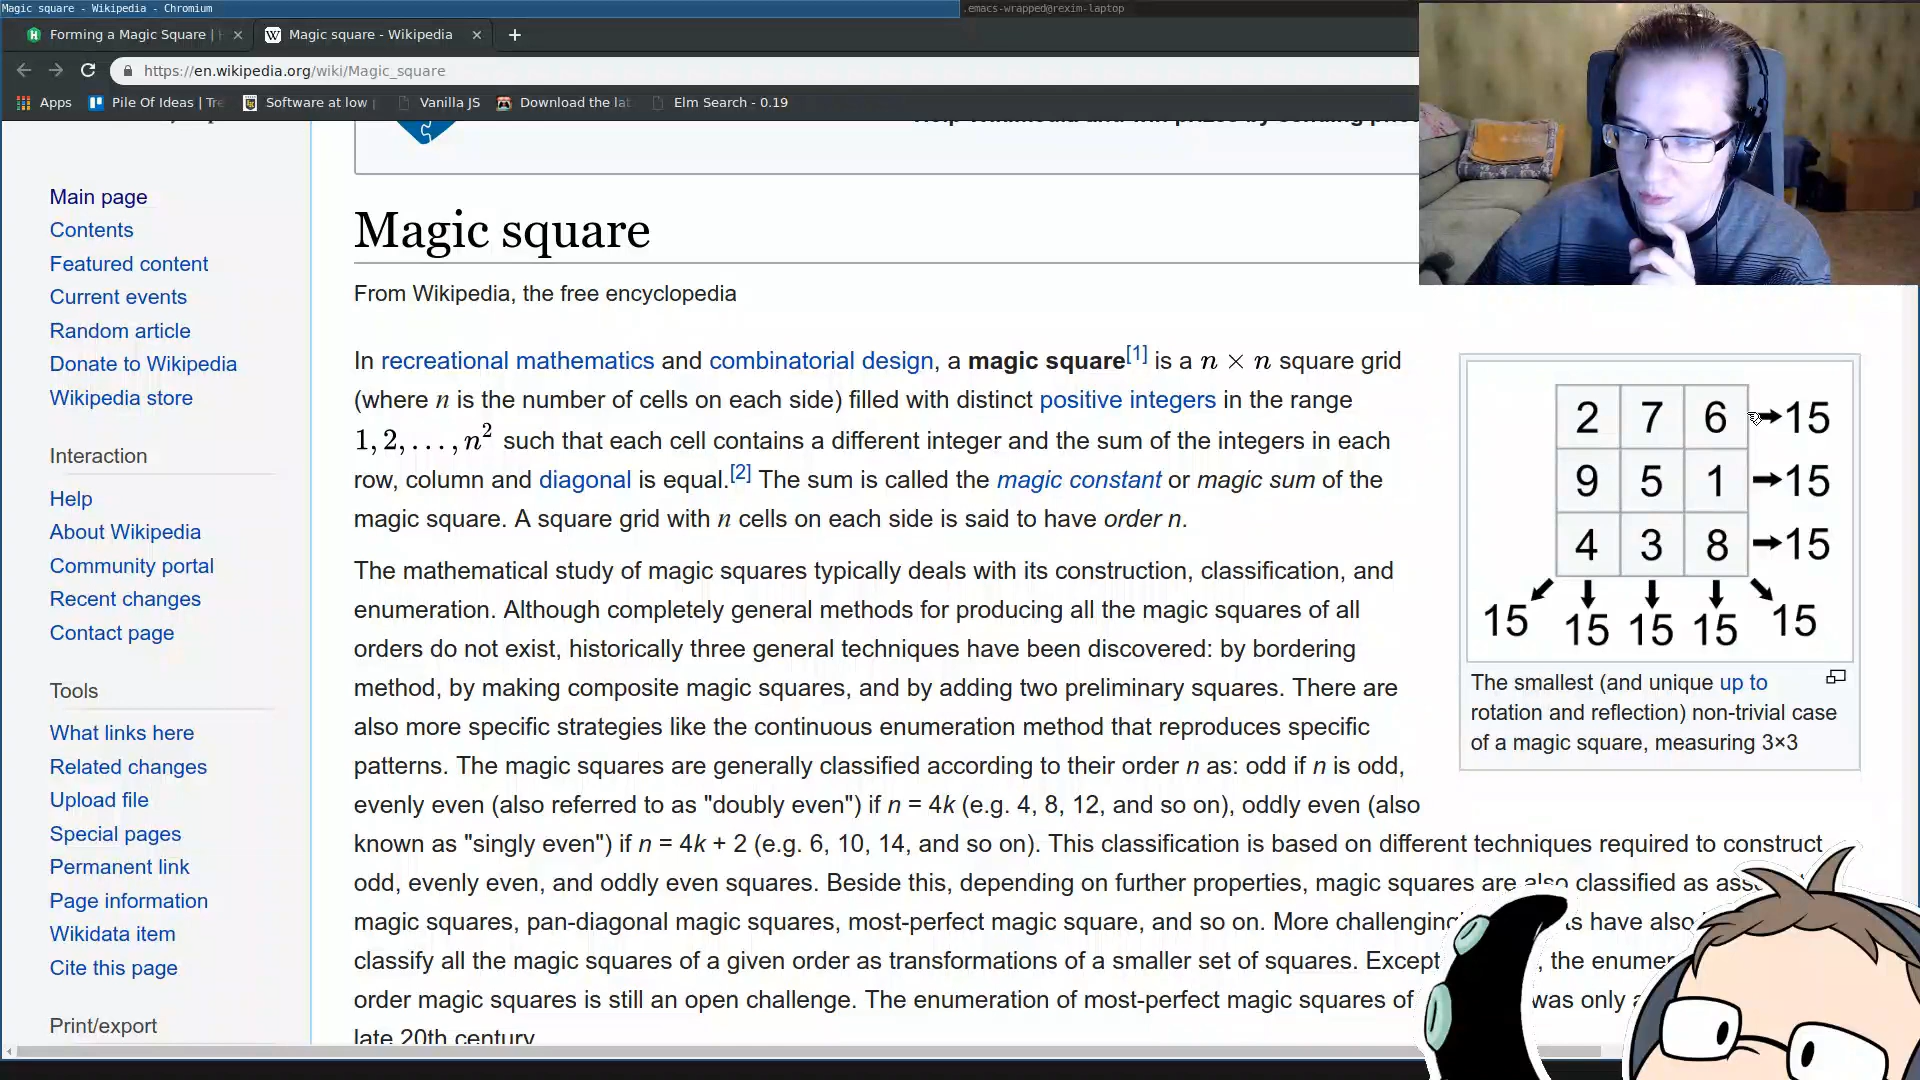 Magic square - Wikipedia - Chromium
.emacs-wrapped@rexim-laptop
Forming a Magic Square |
Magic square - Wikipedia
https://en.wikipedia.org/wiki/Magic_square
Apps
Pile Of Ideas | Tre
Software at low
Vanilla JS
Download the lat
Elm Search - 0.19
Main page
Contents
Featured content
Current events
Random article
Donate to Wikipedia
Wikipedia store
Interaction
Help
About Wikipedia
Community portal
Recent changes
Contact page
Tools
What links here
Related changes
Upload file
Special pages
Permanent link
Page information
Wikidata item
Cite this page
Print/export
Magic square
From Wikipedia, the free encyclopedia
In recreational mathematics and combinatorial design, a magic square[1] is a n × n square grid
(where n is the number of cells on each side) filled with distinct positive integers in the range
1, 2, . . . , n² such that each cell contains a different integer and the sum of the integers in each
row, column and diagonal is equal.[2] The sum is called the magic constant or magic sum of the
magic square. A square grid with n cells on each side is said to have order n.
The mathematical study of magic squares typically deals with its construction, classification, and
enumeration. Although completely general methods for producing all the magic squares of all
orders do not exist, historically three general techniques have been discovered: by bordering
method, by making composite magic squares, and by adding two preliminary squares. There are
also more specific strategies like the continuous enumeration method that reproduces specific
patterns. The magic squares are generally classified according to their order n as: odd if n is odd,
evenly even (also referred to as "doubly even") if n = 4k (e.g. 4, 8, 12, and so on), oddly even (also
known as "singly even") if n = 4k + 2 (e.g. 6, 10, 14, and so on). This classification is based on different techniques required to construct
odd, evenly even, and oddly even squares. Beside this, depending on further properties, magic squares are also classified as
magic squares, pan-diagonal magic squares, most-perfect magic square, and so on. More have also
classify all the magic squares of a given order as transformations of a smaller set of squares. the
order magic squares is still an open challenge. The enumeration of most-perfect magic squares of was only
late 20th century
2 7 6 →15
9 5 1 →15
4 3 8 →15
15 15 15 15 15
The smallest (and unique up to
rotation and reflection) non-trivial case
of a magic square, measuring 3×3